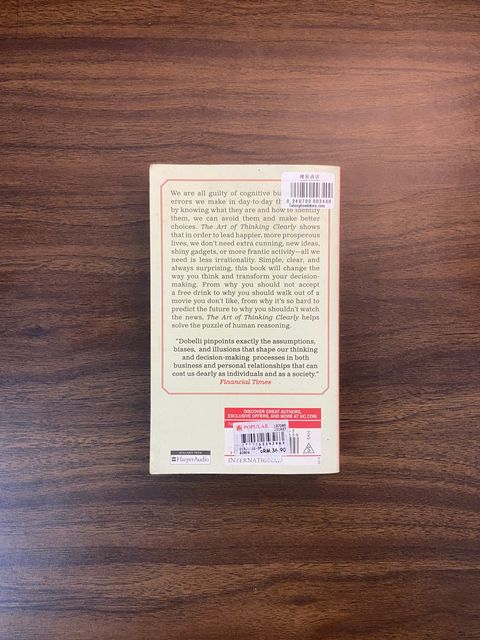 We are all guilty of cognitive
errors we make in day-to-day
by knowing what they are and how to identify
them, we can avoid them and make better
choices. The Art of Thinking Clearly shows
that in order to lead happier, more prosperous
lives, we don't need extra cunning, new ideas,
shiny gadgets, or more frantic activity—all we
need is less irrationality. Simple, clear, and
always surprising, this book will change the
way you think and transform your decision-
making. From why you should not accept
a free drink to why you should walk out of a
movie you don't like, from why it's so hard to
predict the future to why you shouldn't watch
the news, The Art of Thinking Clearly helps
solve the puzzle of human reasoning.
"Dobelli pinpoints exactly the assumptions,
biases, and illusions that shape our thinking
and decision-making processes in both
business and personal relationships that can
cost us dearly as individuals and as a society."
Financial Times
DISCOVER GREAT AUTHORS,
EXCLUSIVE OFFERS, AND MORE AT HC.COM.
POPULAR
RM 36.90
HarperAudio